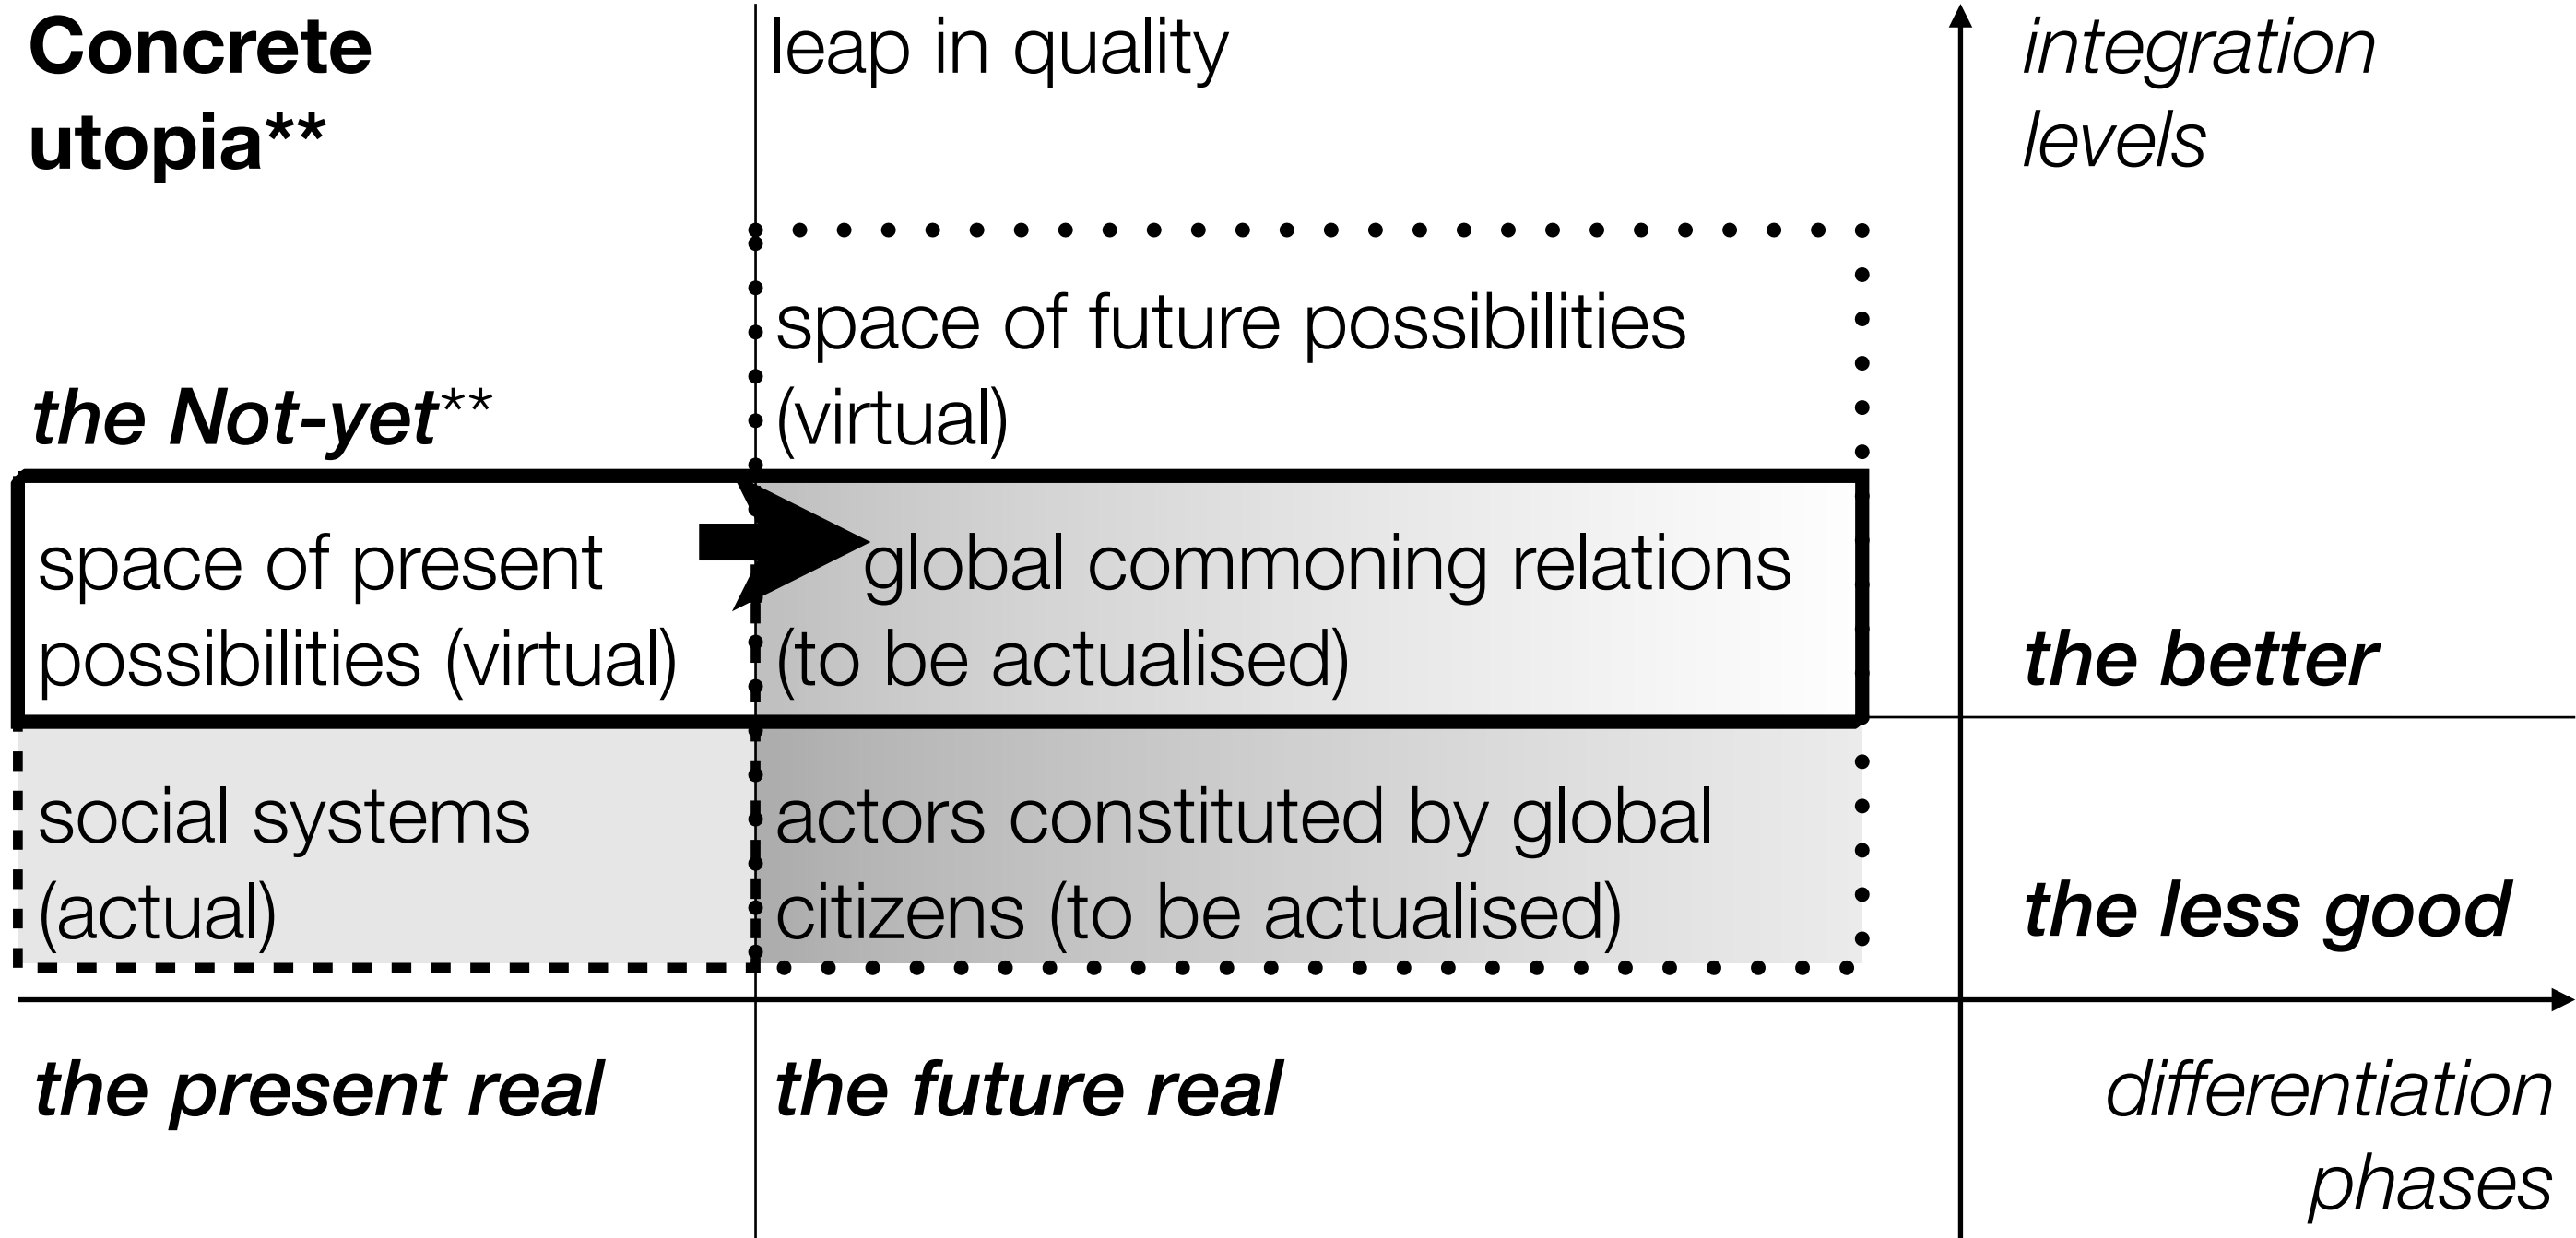 Concrete
utopia**
leap in quality
integration
levels
space of future possibilities
(virtual)
the Not-yet**
space of present
possibilities (virtual)
global commoning relations
(to be actualised)
the better
social systems
(actual)
actors constituted by global
citizens (to be actualised)
the less good
the present real
the future real
differentiation
phases